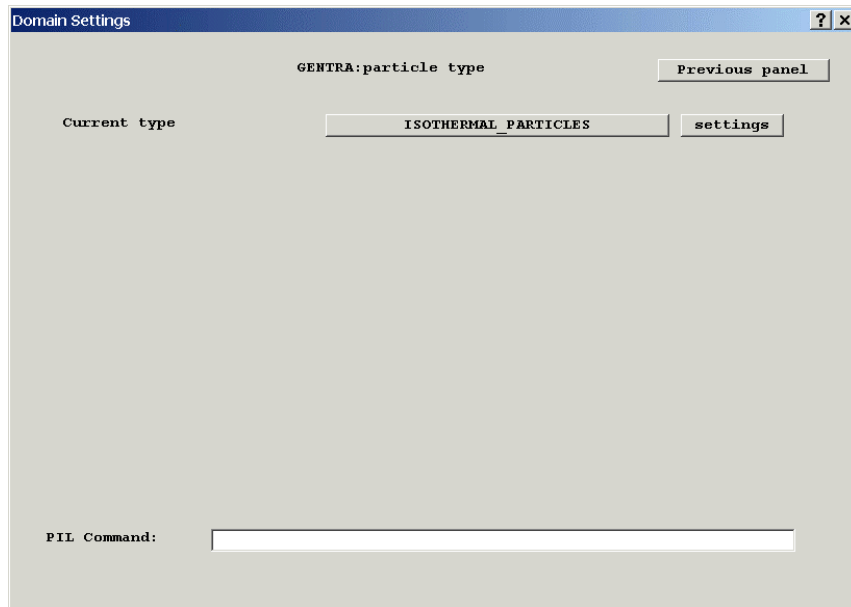 Domain Settings ? ×
GENTRA:particle type Previous panel
Current type ISOTHERMAL_PARTICLES settings
PIL Command: